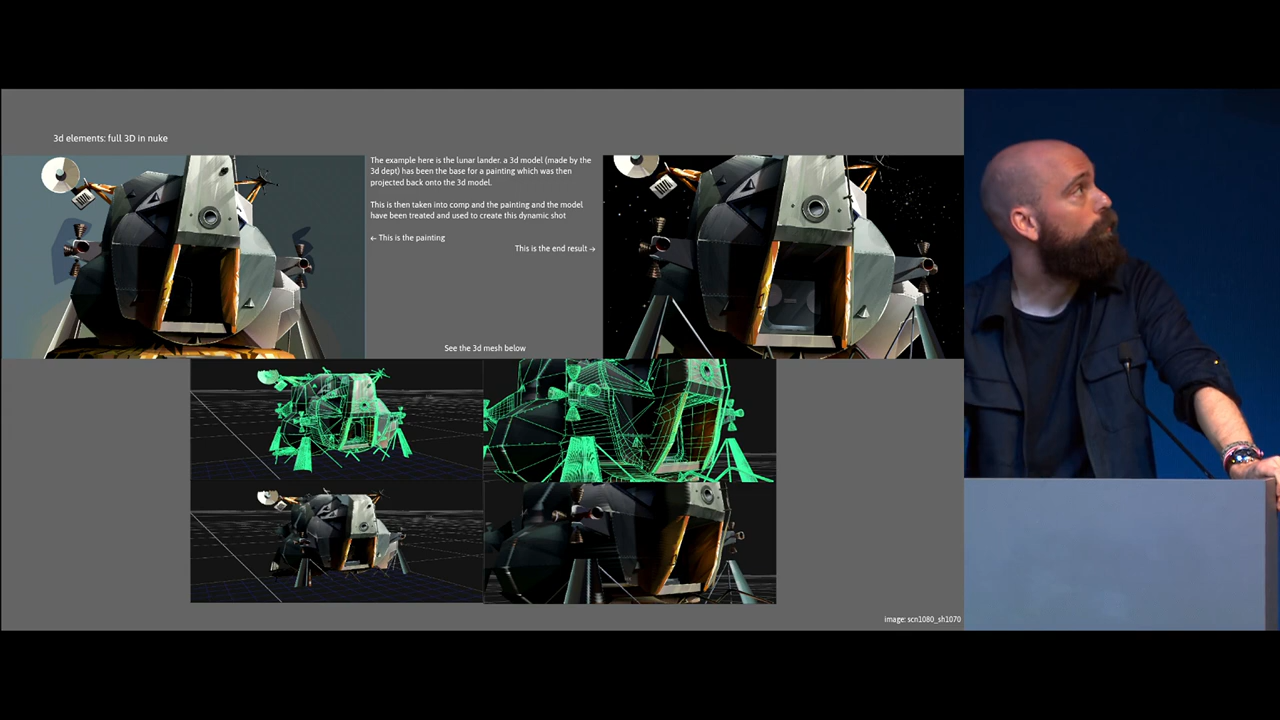 3d elements: full 3D in nuke
The example here is the lunar lander. a 3d model (made by the
3d dept) has been the base for a painting which was then
projected back onto the 3d model.
This is then taken into comp and the painting and the model
have been treated and used to create this dynamic shot
← This is the painting
This is the end result →
See the 3d mesh below
image: scn1080_sh1070